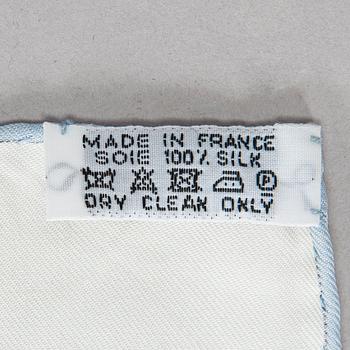 MADE IN FRANCE
SOIE 100% SILK
P
DRY CLEAN ONLY